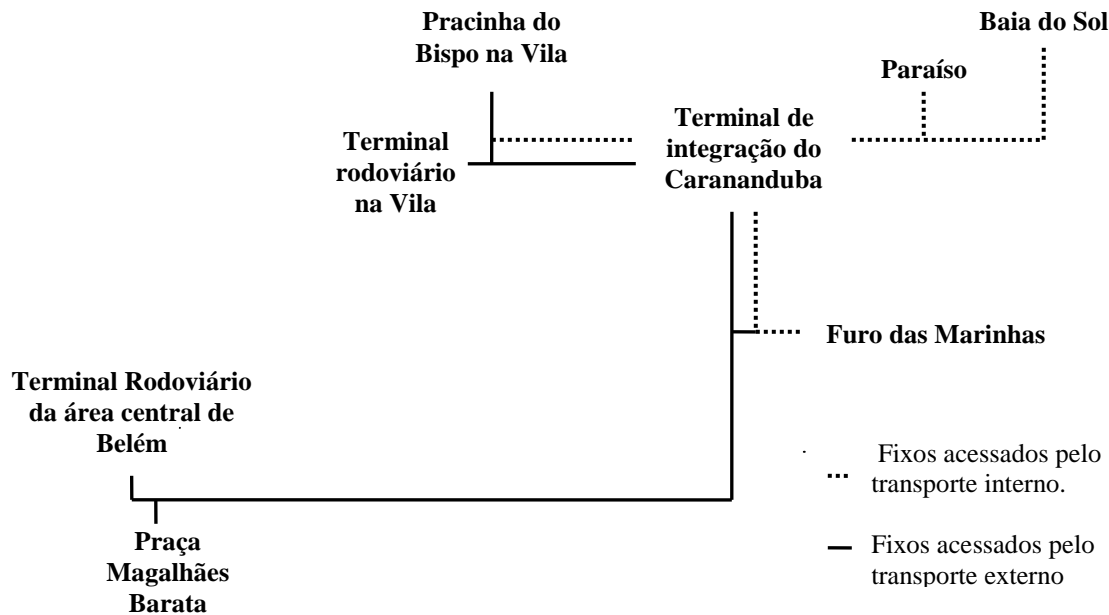 Pracinha do
Bispo na Vila
Baia do Sol
Paraíso
Terminal
rodoviário
na Vila
Terminal de
integração do
Carananduba
Furo das Marinhas
Terminal Rodoviário
da área central de
Belém
Praça
Magalhães
Barata
Fixos acessados pelo
transporte interno.
Fixos acessados pelo
transporte externo